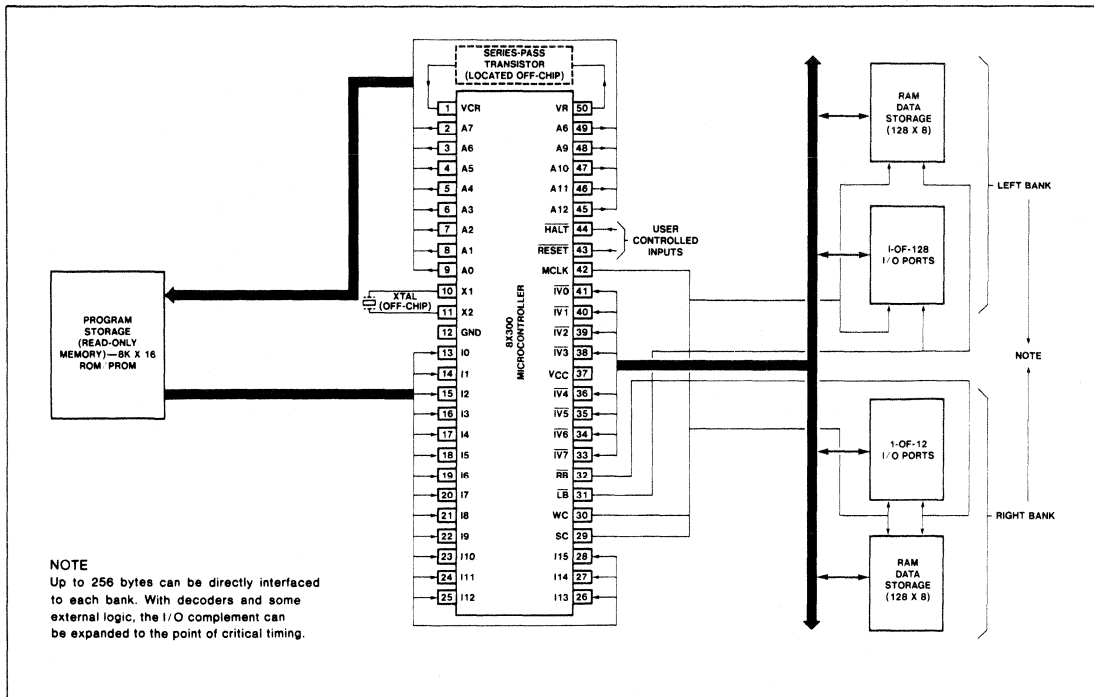 SERIES-PASS
TRANSISTOR
(LOCATED OFF-CHIP)
1 VCR
2 A7
3 A6
4 A5
5 A4
6 A3
7 A2
8 A1
9 A0
10 X1
11 X2
12 GND
13 I0
14 I1
15 I2
16 I3
17 I4
18 I5
19 I6
20 I7
21 I8
22 I9
23 I10
24 I11
25 I12
8X300
MICROCONTROLLER
VR 50
A6 49
A9 48
A10 47
A11 46
A12 45
HALT 44
RESET 43
MCLK 42
IV0 41
IV1 40
IV2 39
IV3 38
VCC 37
IV4 36
IV5 35
IV6 34
IV7 33
RB 32
LB 31
WC 30
SC 29
I15 28
I14 27
I13 26
XTAL
(OFF-CHIP)
USER
CONTROLLED
INPUTS
PROGRAM
STORAGE
(READ-ONLY
MEMORY)—8K X 16
ROM/PROM
RAM
DATA
STORAGE
(128 X 8)
I-OF-128
I/O PORTS
LEFT BANK
NOTE
1-OF-12
I/O PORTS
RIGHT BANK
RAM
DATA
STORAGE
(128 X 8)
NOTE
Up to 256 bytes can be directly interfaced
to each bank. With decoders and some
external logic, the I/O complement can
be expanded to the point of critical timing.